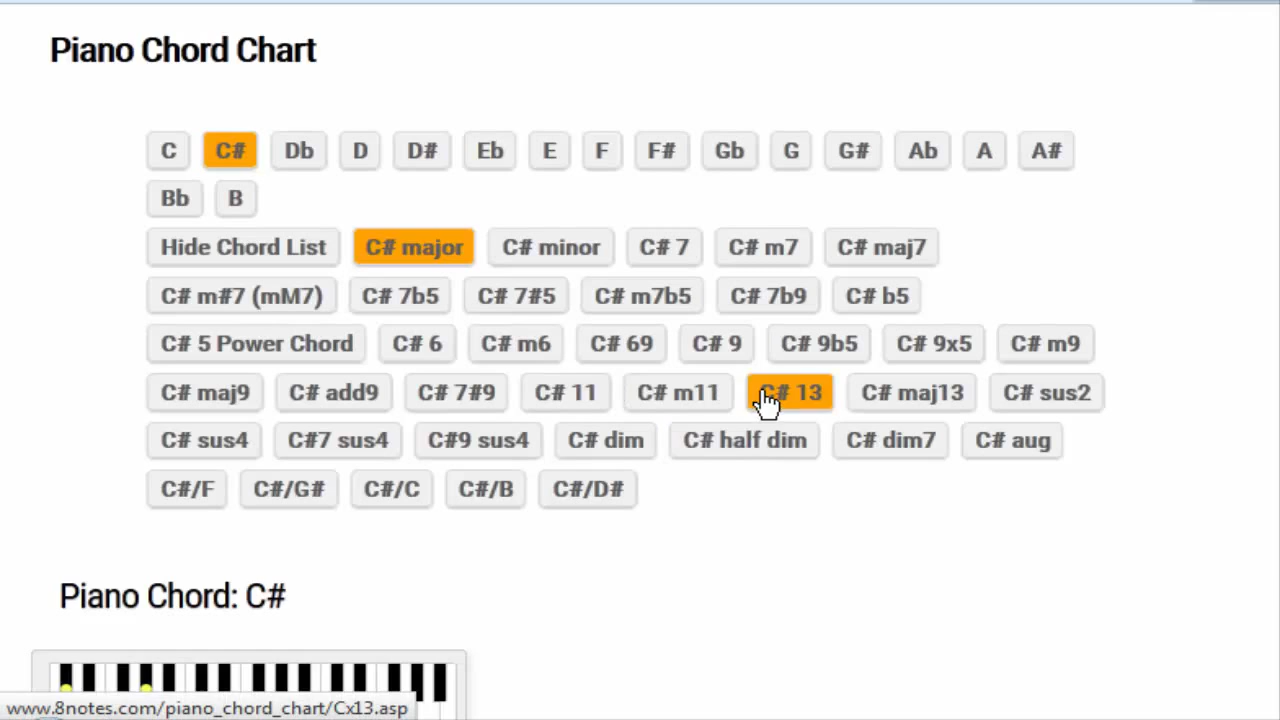 Piano Chord Chart
C C# Db D D# Eb E F F# Gb G G# Ab A A#
Bb B
Hide Chord List C# major C# minor C# 7 C# m7 C# maj7
C# m#7 (mM7) C# 7b5 C# 7#5 C# m7b5 C# 7b9 C# b5
C# 5 Power Chord C# 6 C# m6 C# 69 C# 9 C# 9b5 C# 9x5 C# m9
C# maj9 C# add9 C# 7#9 C# 11 C# m11 C# 13 C# maj13 C# sus2
C# sus4 C#7 sus4 C#9 sus4 C# dim C# half dim C# dim7 C# aug
C#/F C#/G# C#/C C#/B C#/D#
Piano Chord: C#
www.8notes.com/piano_chord_chart/Cx13.asp